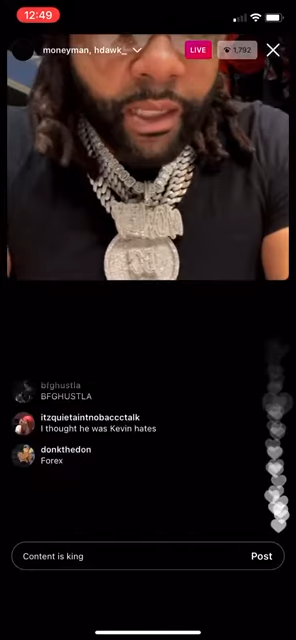 12:49
moneyman, hdawk_
LIVE
1,792
bfghustla
BFGHUSTLA
itzquietaintnobaccctalk
I thought he was Kevin hates
donkthedon
Forex
Content is king
Post